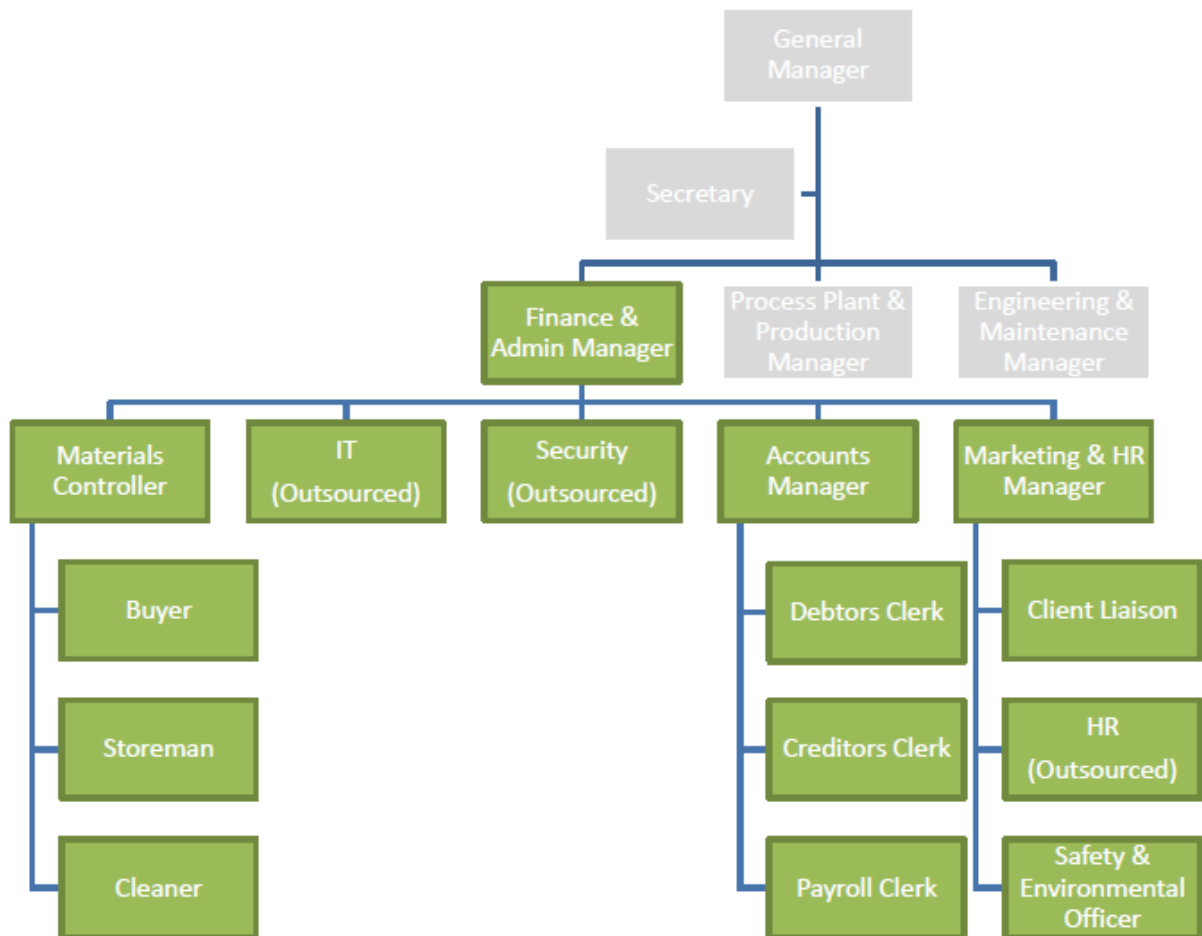 General
Manager
Secretary
Finance &
Admin Manager
Process Plant &
Production
Manager
Engineering &
Maintenance
Manager
Materials
Controller
IT
(Outsourced)
Security
(Outsourced)
Accounts
Manager
Marketing & HR
Manager
Buyer
Debtors Clerk
Client Liaison
Storeman
Creditors Clerk
HR
(Outsourced)
Cleaner
Payroll Clerk
Safety &
Environmental
Officer